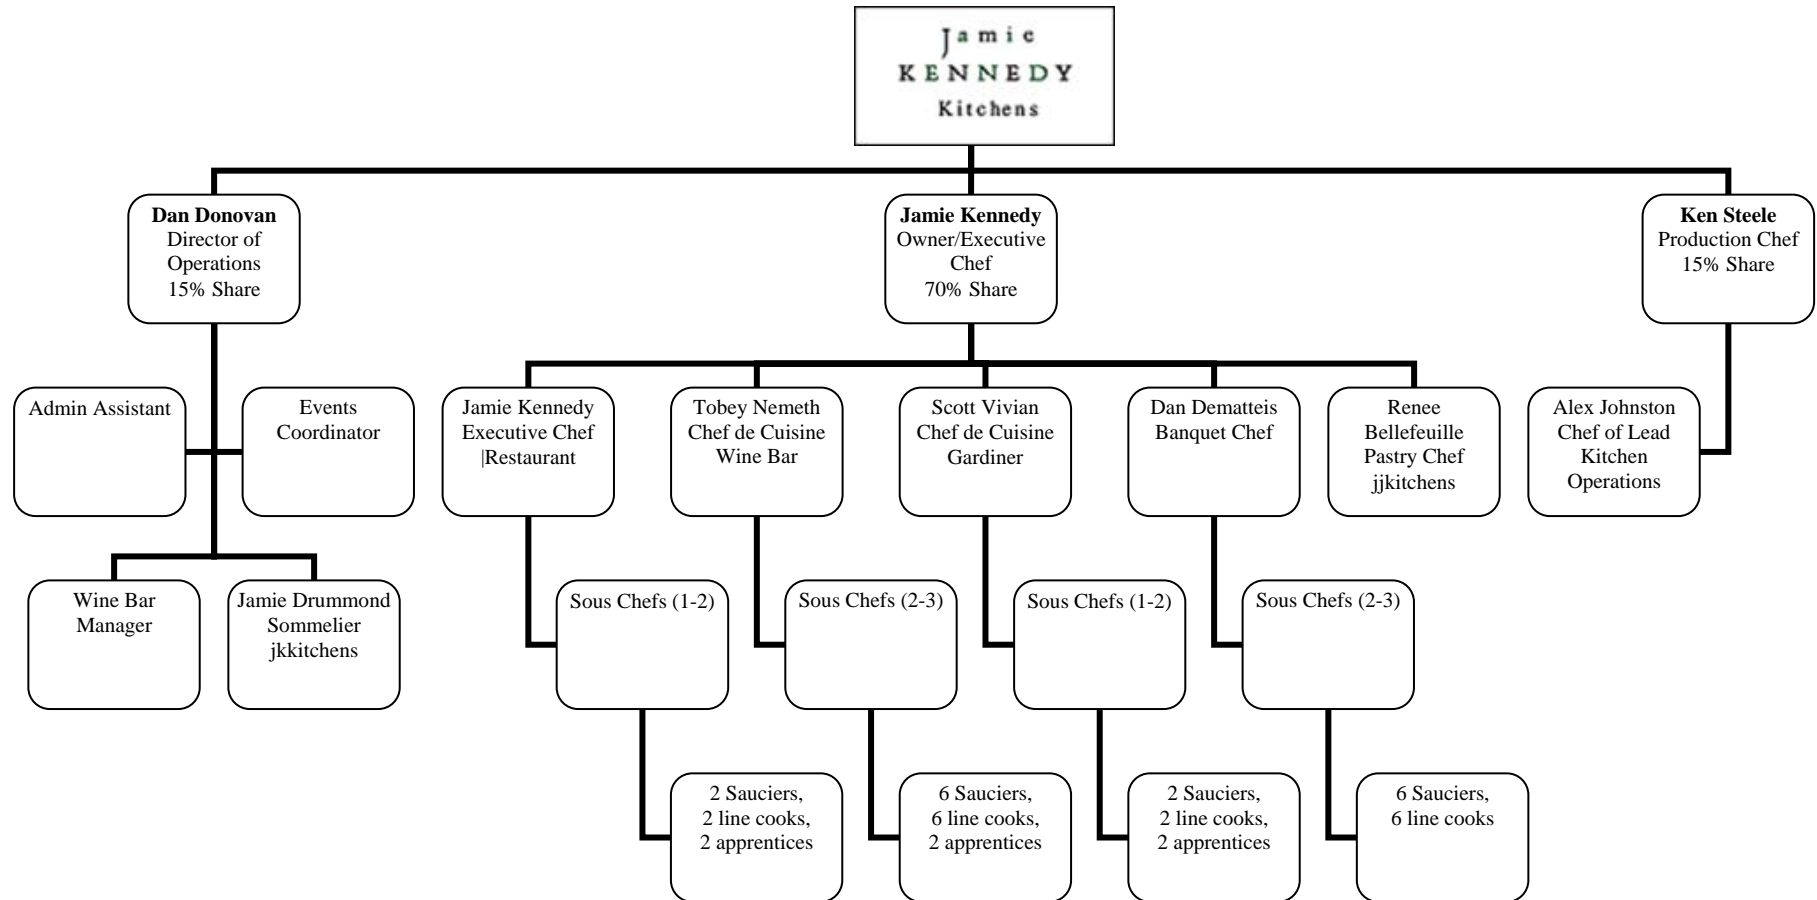 Jamie
KENNEDY
Kitchens
Dan Donovan
Director of
Operations
15% Share
Jamie Kennedy
Owner/Executive
Chef
70% Share
Ken Steele
Production Chef
15% Share
Admin Assistant
Events
Coordinator
Jamie Kennedy
Executive Chef
|Restaurant
Tobey Nemeth
Chef de Cuisine
Wine Bar
Scott Vivian
Chef de Cuisine
Gardiner
Dan Dematteis
Banquet Chef
Renee
Bellefeuille
Pastry Chef
jjkitchens
Alex Johnston
Chef of Lead
Kitchen
Operations
Wine Bar
Manager
Jamie Drummond
Sommelier
jkkitchens
Sous Chefs (1-2)
Sous Chefs (2-3)
Sous Chefs (1-2)
Sous Chefs (2-3)
2 Sauciers,
2 line cooks,
2 apprentices
6 Sauciers,
6 line cooks,
2 apprentices
2 Sauciers,
2 line cooks,
2 apprentices
6 Sauciers,
6 line cooks